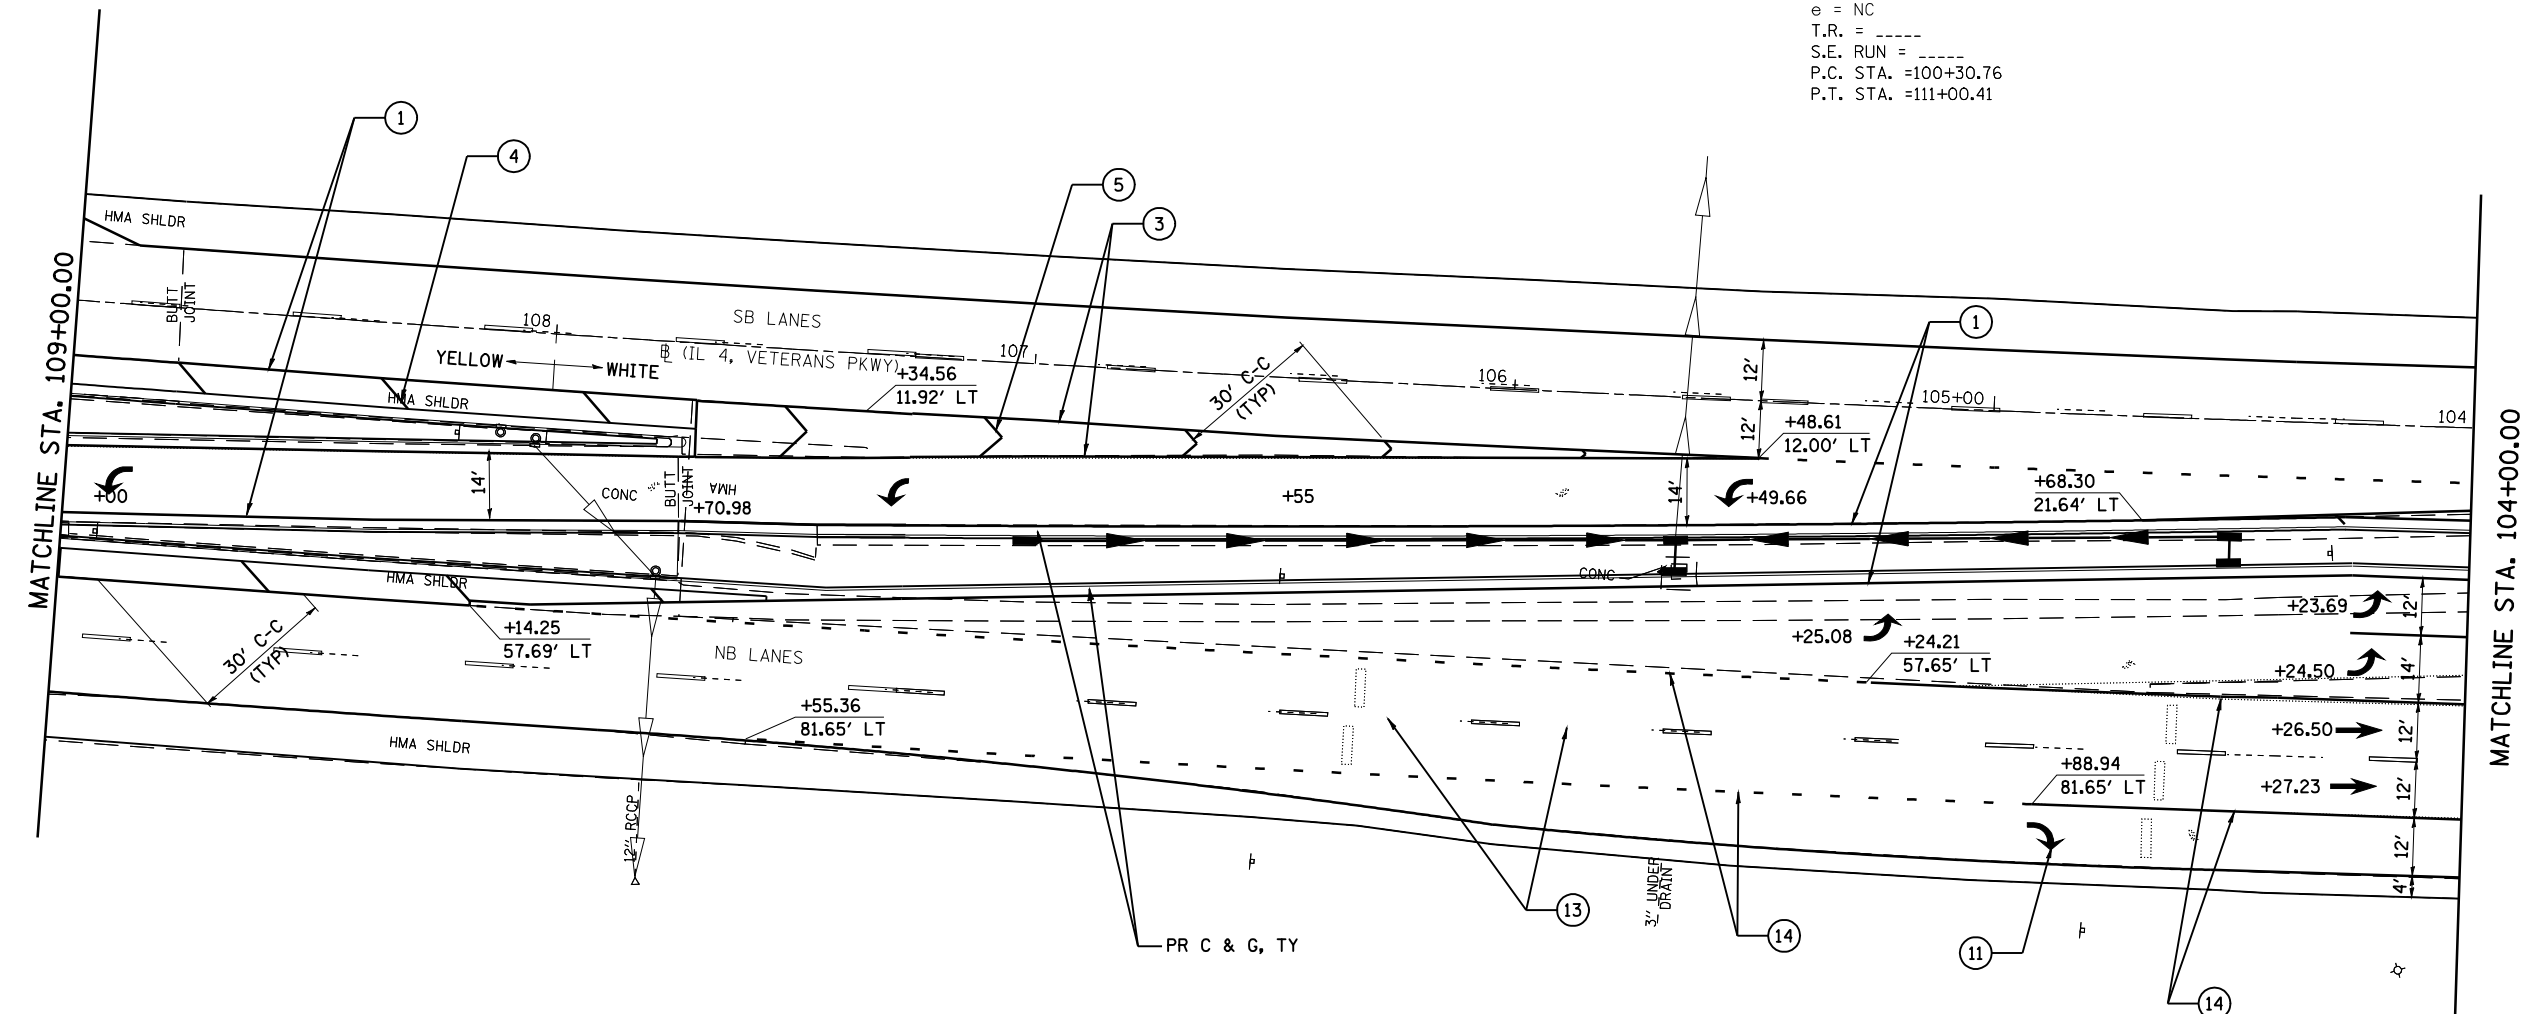 e = NC
T.R. = _____
S.E. RUN = _____
P.C. STA. =100+30.76
P.T. STA. =111+00.41
1
4
5
3
1
HMA SHLDR
MATCHLINE STA. 109+00.00
BUTT
JOINT
108
SB LANES
107
106
105+00
104
YELLOW
WHITE
(IL 4, VETERANS PKWY)
+34.56
11.92' LT
30' C-C
(TYP)
12'
12'
+48.61
12.00' LT
HMA SHLDR
14'
+00
CONC
BUTT
JOINT
HMA
+70.98
+55
14'
+49.66
+68.30
21.64' LT
MATCHLINE STA. 104+00.00
HMA SHLDR
CONC
+14.25
57.69' LT
30' C-C
(TYP)
NB LANES
+25.08
+24.21
57.65' LT
+23.69
12'
+24.50
14'
+55.36
81.65' LT
HMA SHLDR
+26.50
12'
+88.94
81.65' LT
+27.23
12'
12'
4'
12" RCCP
3" UNDER
DRAIN
13
14
11
14
PR C & G, TY